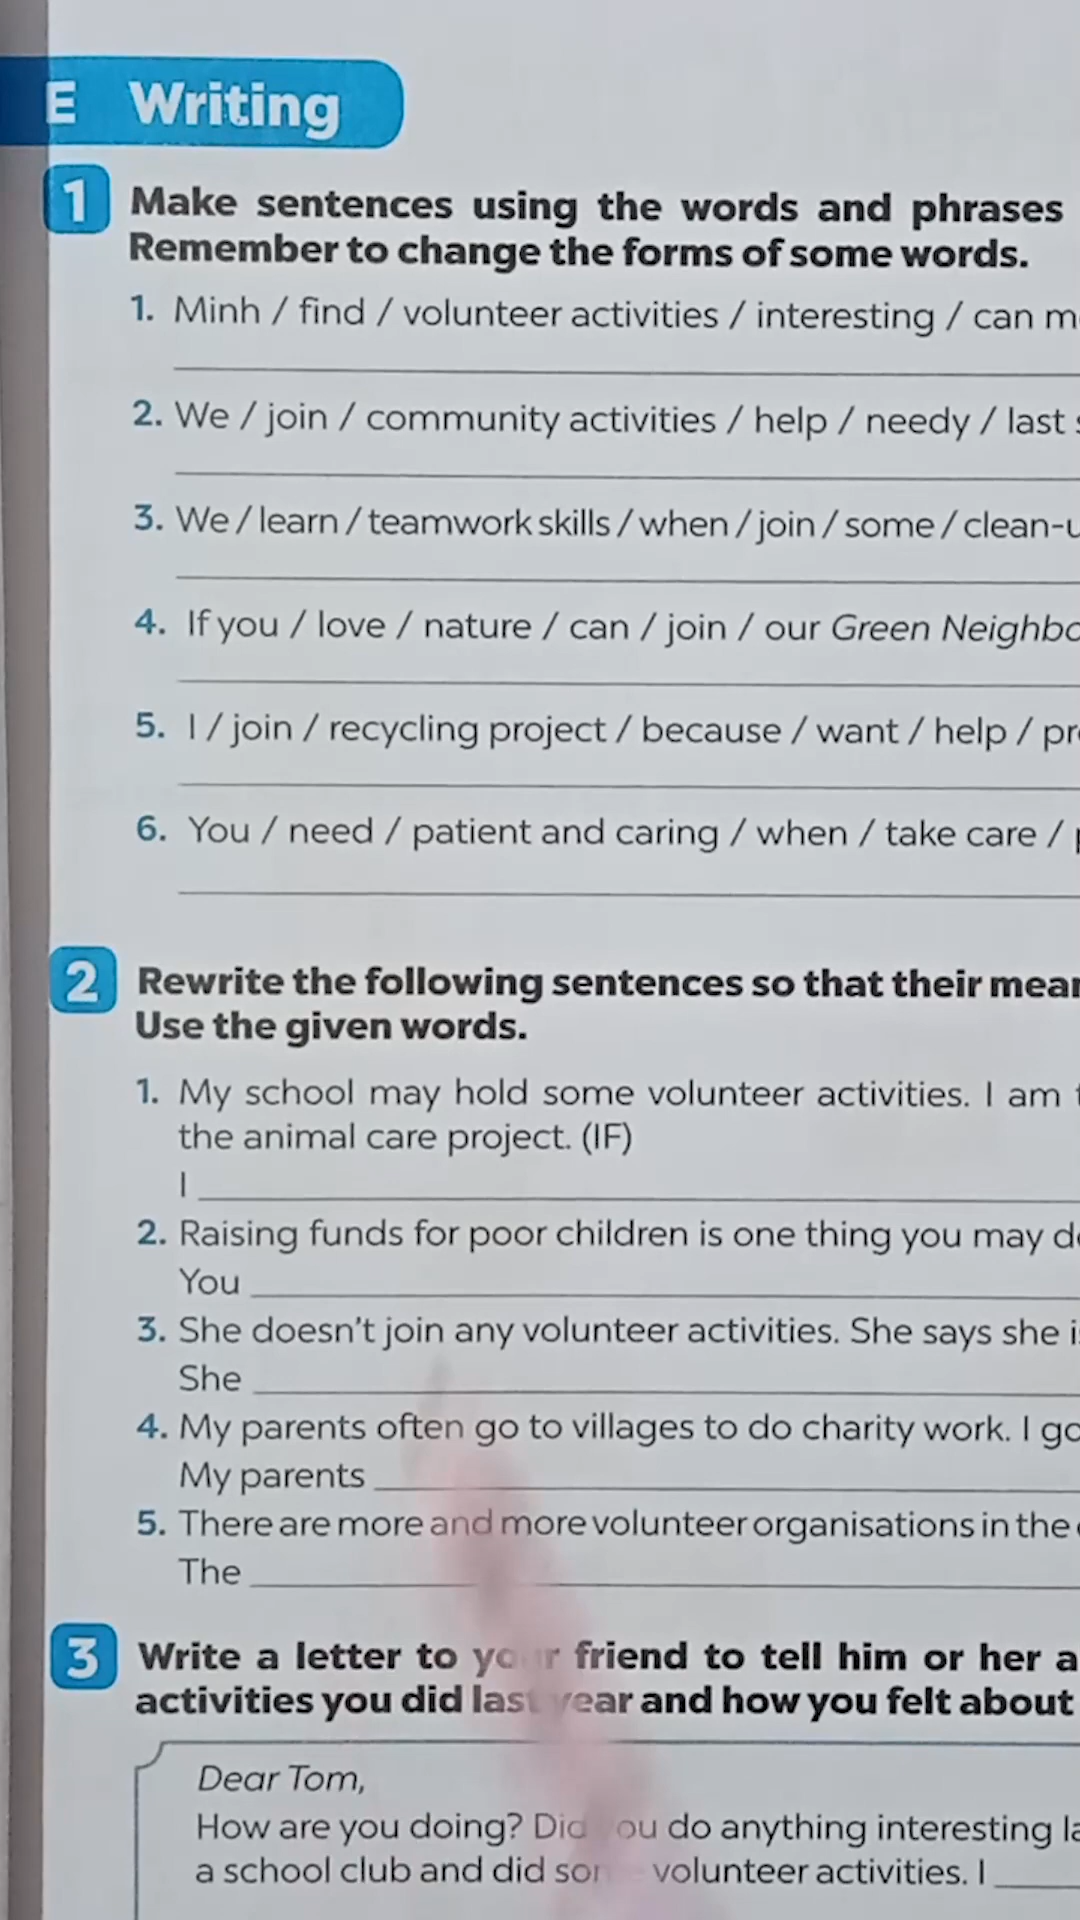 E Writing
1 Make sentences using the words and phrases
Remember to change the forms of some words.
1. Minh / find / volunteer activities / interesting / can
2. We / join / community activities / help / needy / last
3. We / learn / teamwork skills / when / join / some /
4. If you / love / nature / can / join / our Green
5. I / join / recycling project / because / want / help /
6. You / need / patient and caring / when / take care /
2 Rewrite the following sentences so that their
Use the given words.
1. My school may hold some volunteer activities. I am
the animal care project. (IF)
I
2. Raising funds for poor children is one thing you may
You
3. She doesn't join any volunteer activities. She says she
She
4. My parents often go to villages to do charity work. I
My parents
5. There are more and more volunteer organisations in the
The
3 Write a letter to your friend to tell him or her
activities you did last year and how you felt about
Dear Tom,
How are you doing? Did you do anything interesting
a school club and did some volunteer activities. I